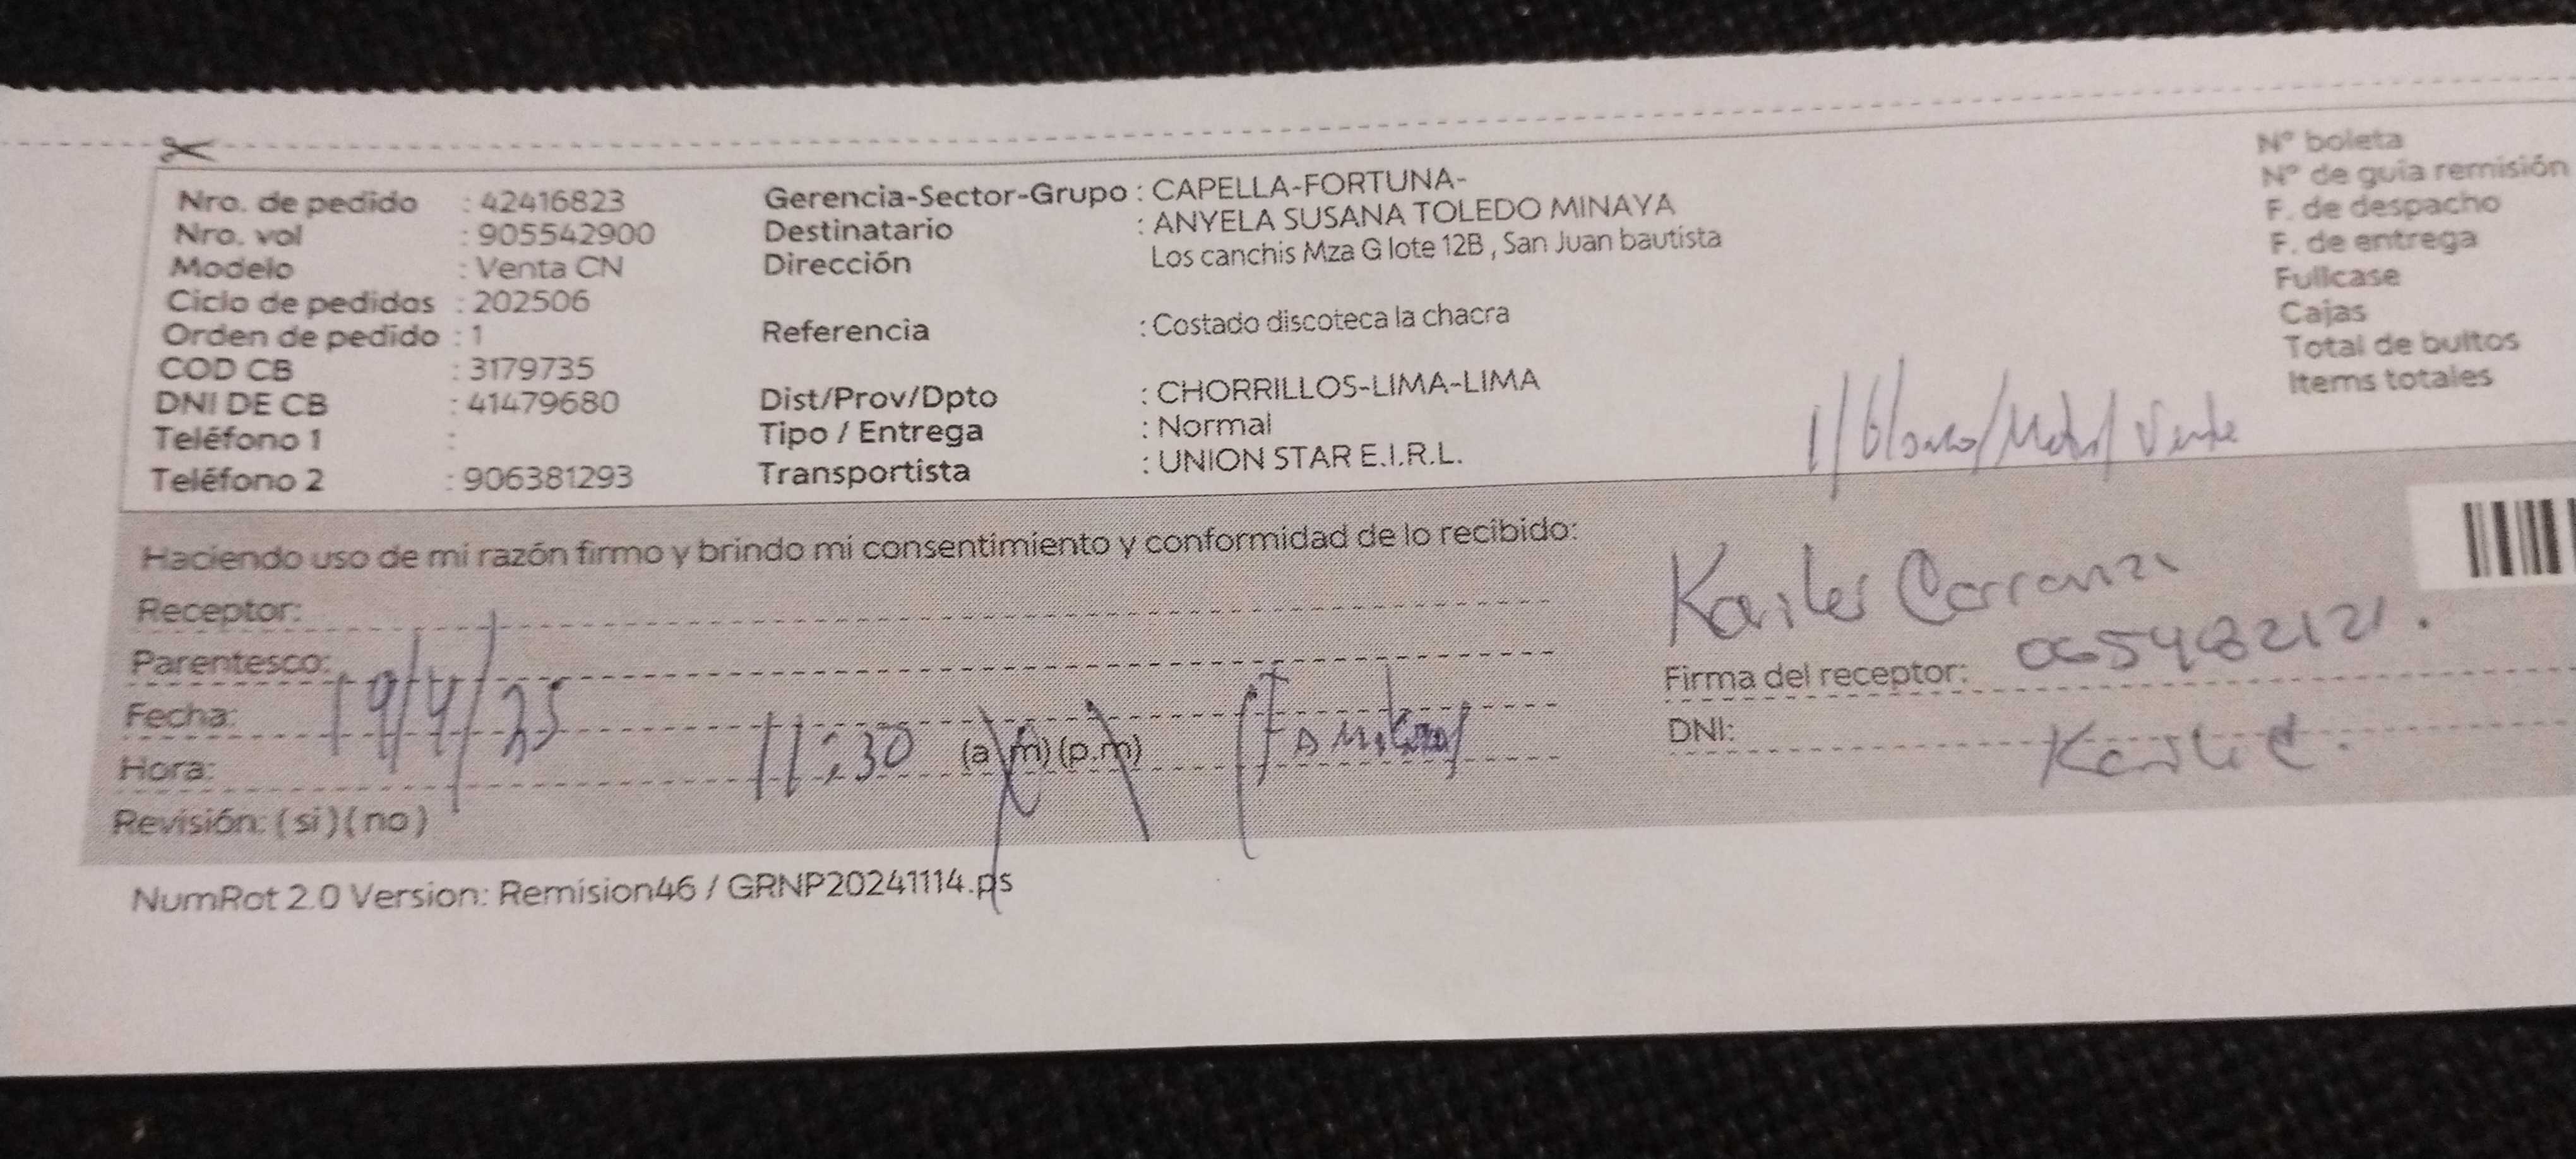 Nro. de pedido : 42416823
Nro. vol : 905542900
Modelo : Venta CN
Ciclo de pedidos : 202506
Orden de pedido : 1
COD CB : 3179735
DNI DE CB : 41479680
Teléfono 1 :
Teléfono 2 : 906381293
Gerencia-Sector-Grupo : CAPELLA-FORTUNA-
Destinatario : ANYELA SUSANA TOLEDO MINAYA
Dirección Los canchis Mza G lote 12B , San Juan bautista
Referencia : Costado discoteca la chacra
Dist/Prov/Dpto : CHORRILLOS-LIMA-LIMA
Tipo / Entrega : Normal
Transportista : UNION STAR E.I.R.L.
Nº boleta
Nº de guía remisión
F. de despacho
F. de entrega
Fullcase
Cajas
Total de bultos
Items totales
Haciendo uso de mi razón firmo y brindo mi consentimiento y conformidad de lo recibido:
Receptor:
Parentesco:
Fecha: 19/4/25
Hora: 11:30 (a.m) (p.m)
Revisión: ( si ) ( no )
Firma del receptor:
DNI:
NumRot 2.0 Version: Remision46 / GRNP20241114.ps